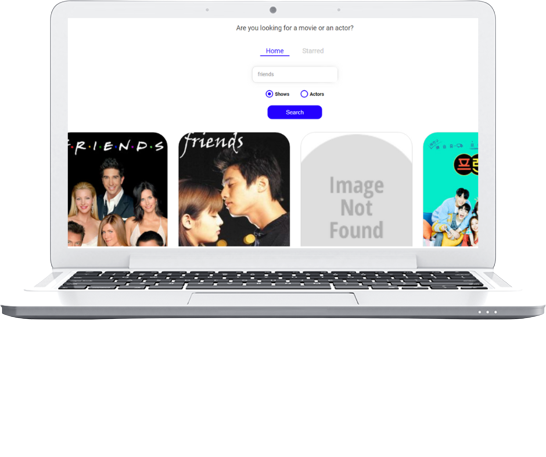 Are you looking for a movie or an actor?
Home Starred
friends
Shows Actors
Search
F·R·I·E·N·D·S
friends
Image
Not
Found